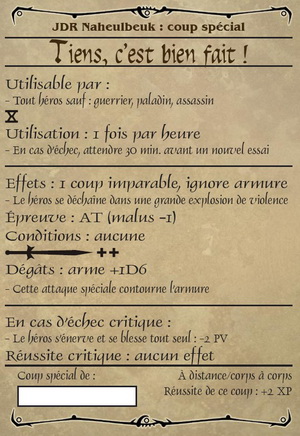 JDR Naheulbeuk : coup spécial
Tiens, c'est bien fait !
Utilisable par :
- Tout héros sauf : guerrier, paladin, assassin
Utilisation : 1 fois par heure
- En cas d'échec, attendre 30 min. avant un nouvel essai
Effets : 1 coup imparable, ignore armure
- Le héros se déchaîne dans une grande explosion de violence
Épreuve : AT (malus -1)
Conditions : aucune
++
Dégâts : arme +1D6
- Cette attaque spéciale contourne l'armure
En cas d'échec critique :
- Le héros s'énerve et se blesse tout seul : -2 PV
Réussite critique : aucun effet
Coup spécial de :
À distance/corps à corps
Réussite de ce coup : +2 XP